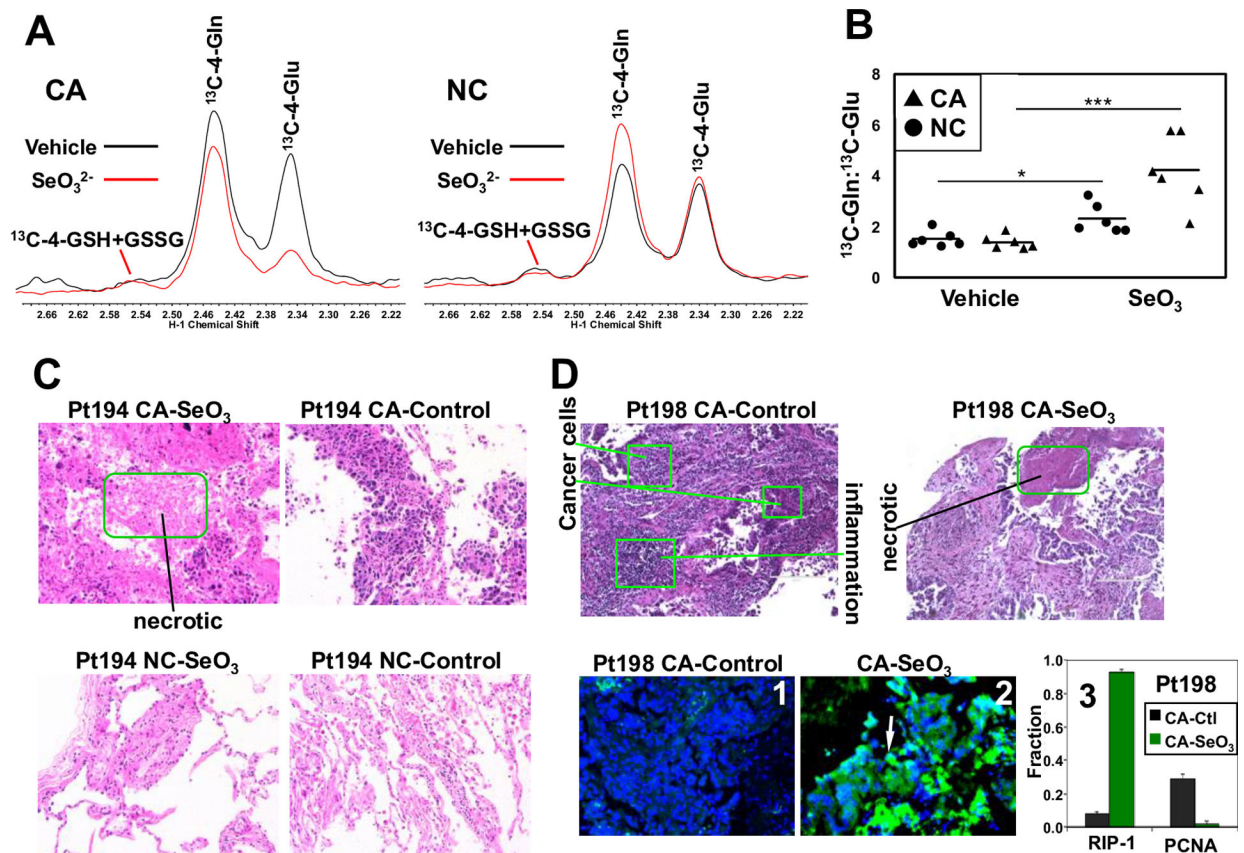 A
CA
Vehicle
SeO₃²⁻
¹³C-4-GSH+GSSG
¹³C-4-Gln
¹³C-4-Glu
2.66 2.62 2.58 2.54 2.50 2.46 2.42 2.38 2.34 2.30 2.26 2.22
H-1 Chemical Shift
NC
Vehicle
SeO₃²⁻
¹³C-4-GSH+GSSG
¹³C-4-Gln
¹³C-4-Glu
2.66 2.62 2.58 2.54 2.50 2.46 2.42 2.38 2.34 2.30 2.26 2.22
H-1 Chemical Shift
B
¹³C-Gln:¹³C-Glu
8
6
4
2
0
CA
NC
*
***
Vehicle SeO₃
C
Pt194 CA-SeO₃
Pt194 CA-Control
necrotic
Pt194 NC-SeO₃
Pt194 NC-Control
D
Pt198 CA-Control
Pt198 CA-SeO₃
Cancer cells
inflammation
necrotic
Pt198 CA-Control
1
CA-SeO₃
2
3
Pt198
CA-Ctl
CA-SeO₃
Fraction
1.0
0.8
0.6
0.4
0.2
0.0
RIP-1 PCNA